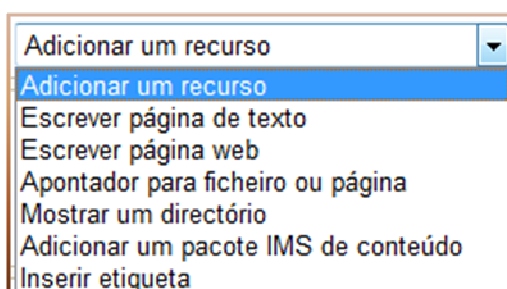 Adicionar um recurso
Adicionar um recurso
Escrever página de texto
Escrever página web
Apontador para ficheiro ou página
Mostrar um directório
Adicionar um pacote IMS de conteúdo
Inserir etiqueta